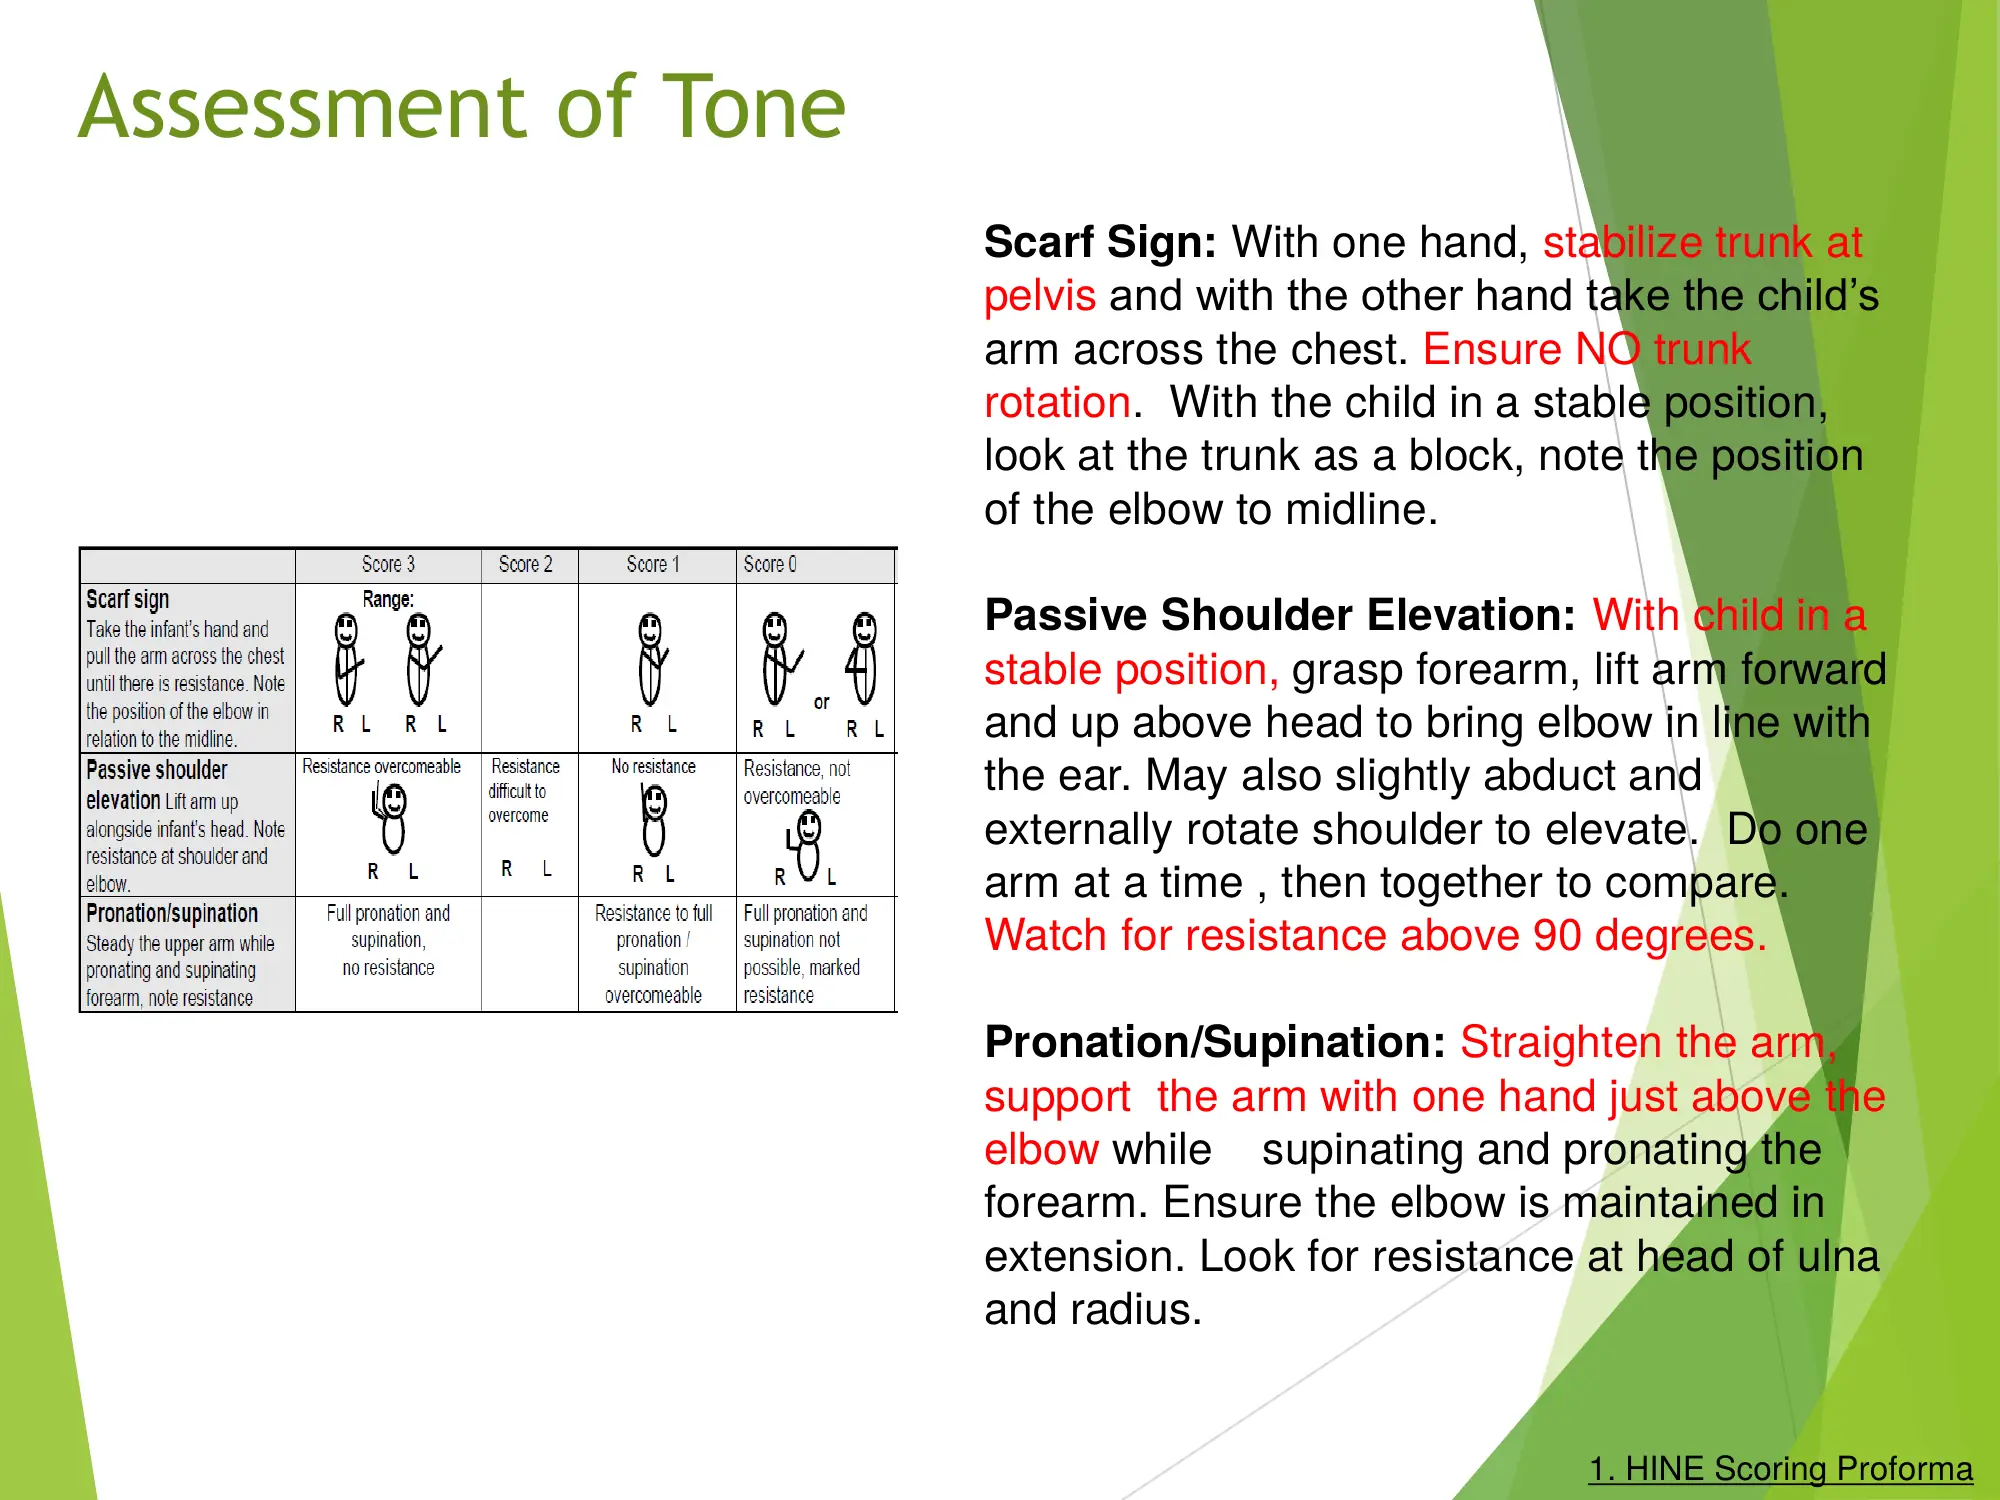 Assessment of Tone
Scarf Sign: With one hand, stabilize trunk at
pelvis and with the other hand take the child's
arm across the chest. Ensure NO trunk
rotation.  With the child in a stable position,
look at the trunk as a block, note the position
of the elbow to midline.
Passive Shoulder Elevation: With child in a
stable position, grasp forearm, lift arm forward
and up above head to bring elbow in line with
the ear. May also slightly abduct and
externally rotate shoulder to elevate.  Do one
arm at a time , then together to compare.
Watch for resistance above 90 degrees.
Pronation/Supination: Straighten the arm,
support  the arm with one hand just above the
elbow while    supinating and pronating the
forearm. Ensure the elbow is maintained in
extension. Look for resistance at head of ulna
and radius.
Score 3 Score 2 Score 1 Score 0
Scarf sign
Take the infant's hand and
pull the arm across the chest
until there is resistance. Note
the position of the elbow in
relation to the midline.
Range:
R L R L
R L
or
R L R L
Passive shoulder
elevation Lift arm up
alongside infant's head. Note
resistance at shoulder and
elbow.
Resistance overcomeable
R L
Resistance
difficult to
overcome
R L
No resistance
R L
Resistance, not
overcomeable
R L
Pronation/supination
Steady the upper arm while
pronating and supinating
forearm, note resistance
Full pronation and
supination,
no resistance
Resistance to full
pronation /
supination
overcomeable
Full pronation and
supination not
possible, marked
resistance
1. HINE Scoring Proforma